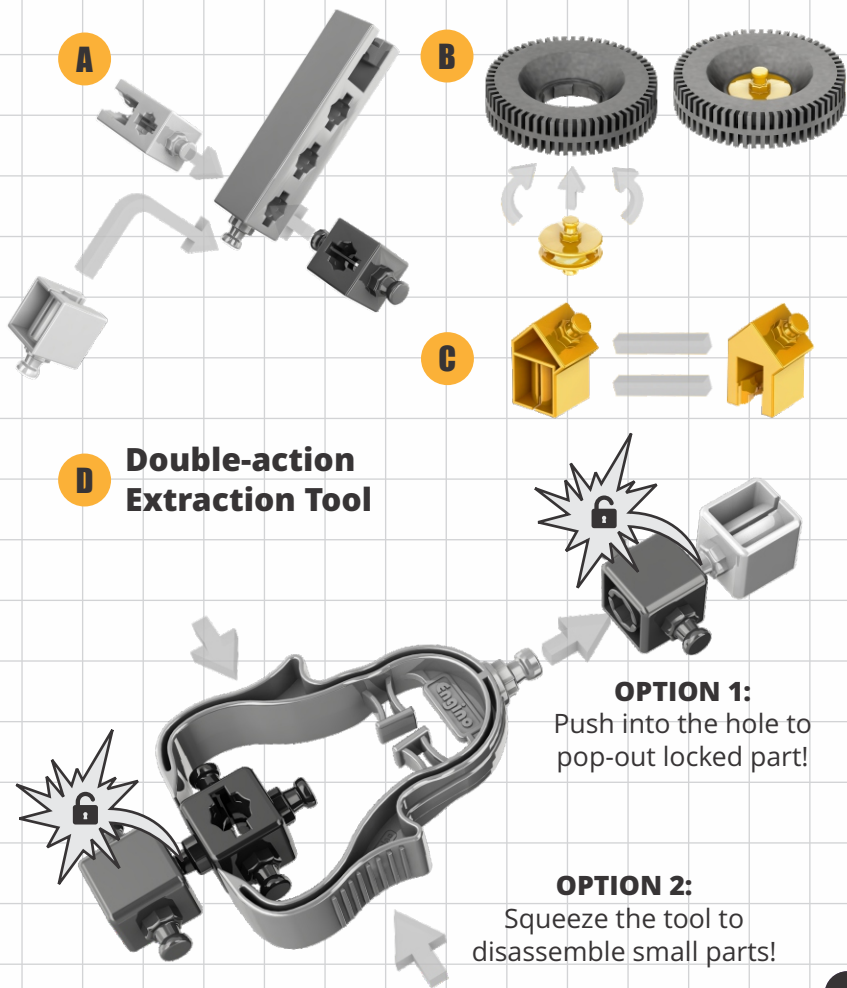 A
B
C
D
Double-action
Extraction Tool
Engino
OPTION 1:
Push into the hole to
pop-out locked part!
OPTION 2:
Squeeze the tool to
disassemble small parts!